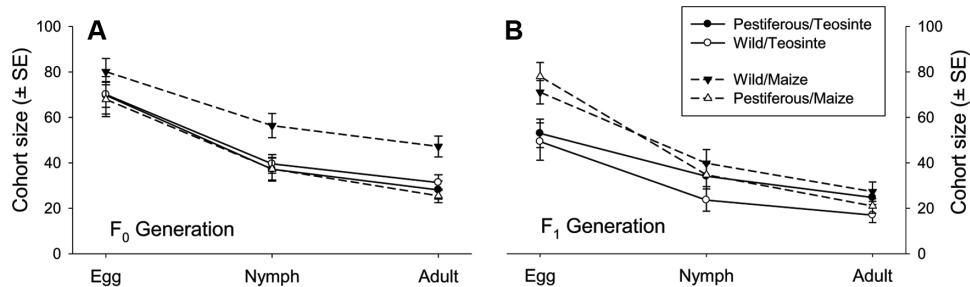 A
Cohort size (± SE)
100
80
60
40
20
0
F₀ Generation
Egg Nymph Adult
B
Pestiferous/Teosinte
Wild/Teosinte
Wild/Maize
Pestiferous/Maize
F₁ Generation
Egg Nymph Adult
100
80
60
40
20
0
Cohort size (± SE)